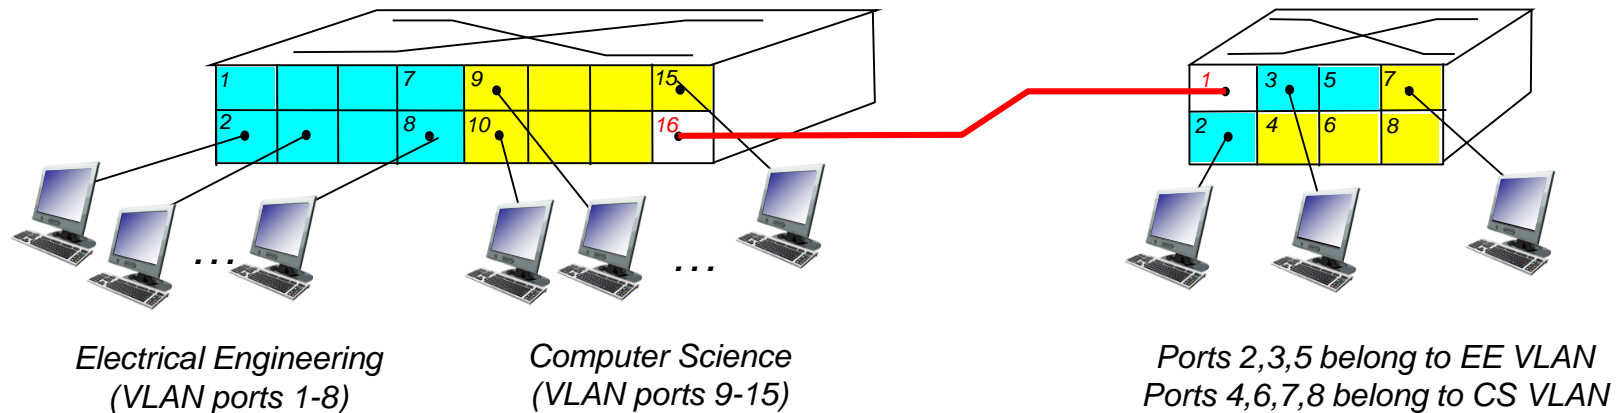 1 7 9 15
2 8 10 16
1 3 5 7
2 4 6 8
... ...
Electrical Engineering
(VLAN ports 1-8)
Computer Science
(VLAN ports 9-15)
Ports 2,3,5 belong to EE VLAN
Ports 4,6,7,8 belong to CS VLAN